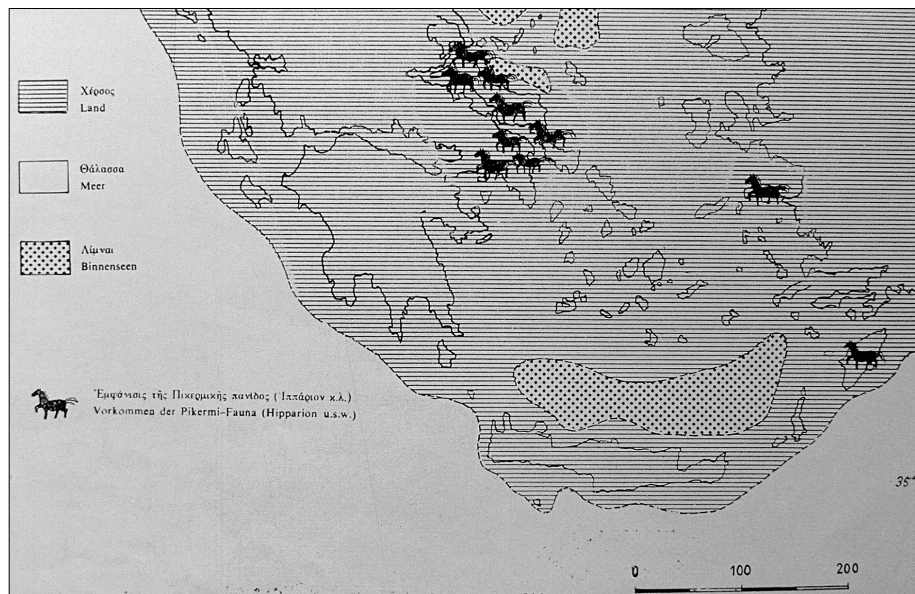 Χέρσος
Land
Θάλασσα
Meer
Λίμναι
Binnenseen
Ἐμφάνισις τῆς Πικερμικῆς πανίδος (Ἱππάριον κ.λ.)
Vorkommen der Pikermi-Fauna (Hipparion u.s.w.)
35°
0 100 200